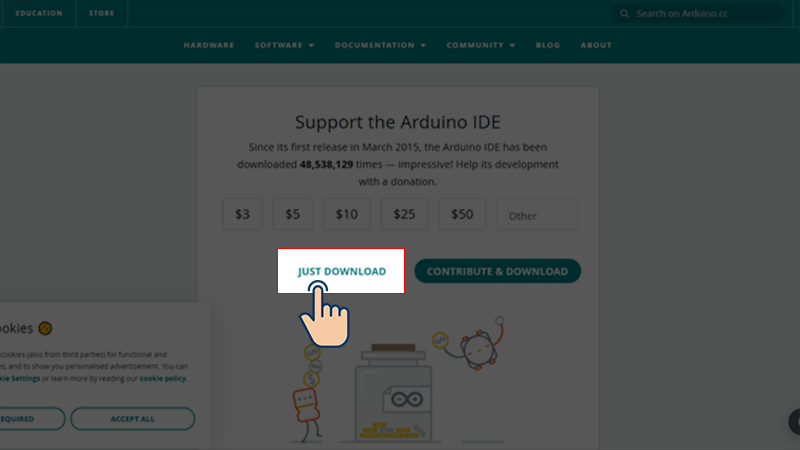 EDUCATION STORE Search on Arduino.cc
HARDWARE SOFTWARE DOCUMENTATION COMMUNITY BLOG ABOUT
Support the Arduino IDE
Since its first release in March 2015, the Arduino IDE has been
downloaded 48,538,129 times — impressive! Help its development
with a donation.
$3 $5 $10 $25 $50 Other
JUST DOWNLOAD CONTRIBUTE & DOWNLOAD
cookies (also from third parties) for functional and
, and to show you personalised advertisement. You can
Settings or learn more by reading our cookie policy.
ACCEPT ALL